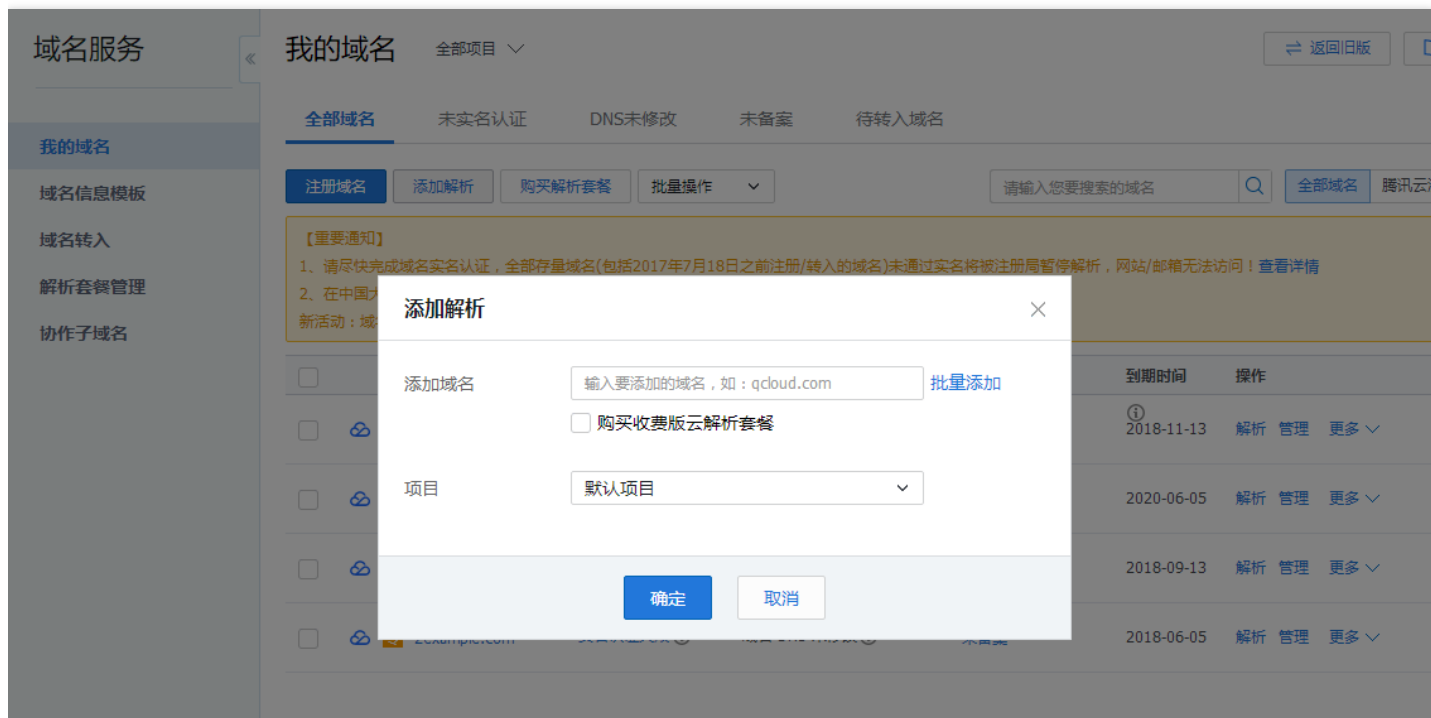 域名服务
我的域名 全部项目
返回旧版
全部域名 未实名认证 DNS未修改 未备案 待转入域名
我的域名
域名信息模板
域名转入
解析套餐管理
协作子域名
注册域名 添加解析 购买解析套餐 批量操作 请输入您要搜索的域名 全部域名 腾讯云
【重要通知】
1、请尽快完成域名实名认证，全部存量域名(包括2017年7月18日之前注册/转入的域名)未通过实名将被注册局暂停解析，网站/邮箱无法访问！查看详情
2、在中国
新活动：域
添加解析
添加域名 输入要添加的域名，如：qcloud.com 批量添加
购买收费版云解析套餐
项目 默认项目
确定 取消
到期时间 操作
2018-11-13 解析 管理 更多
2020-06-05 解析 管理 更多
2018-09-13 解析 管理 更多
2018-06-05 解析 管理 更多